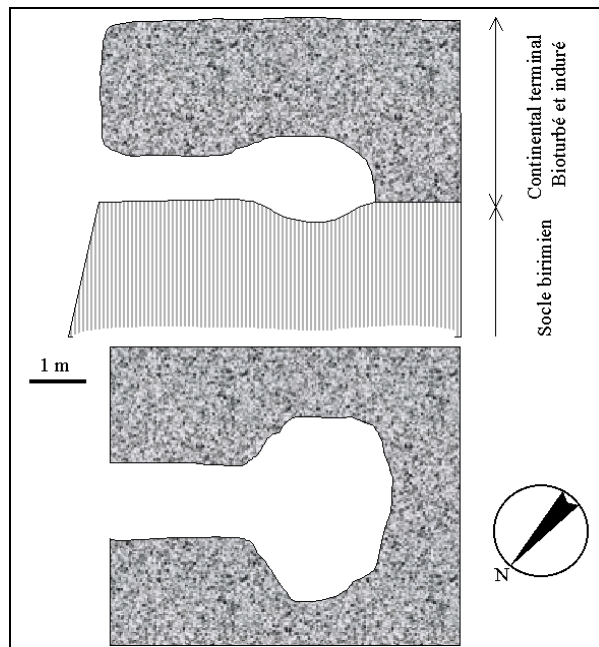 Continental terminal
Bioturbé et induré
Socle birimien
1 m
N